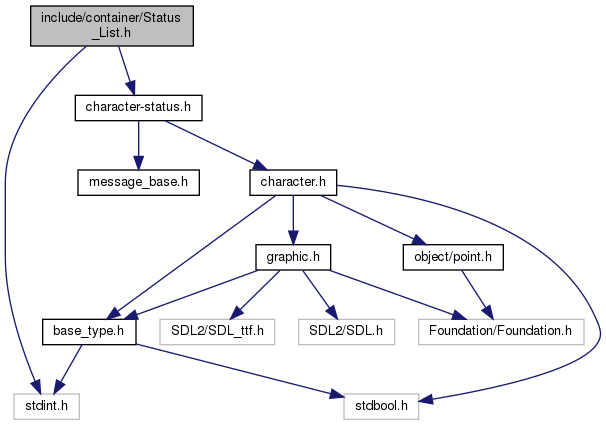 include/container/Status
_List.h
character-status.h
message_base.h
character.h
graphic.h
object/point.h
base_type.h
SDL2/SDL_ttf.h
SDL2/SDL.h
Foundation/Foundation.h
stdint.h
stdbool.h